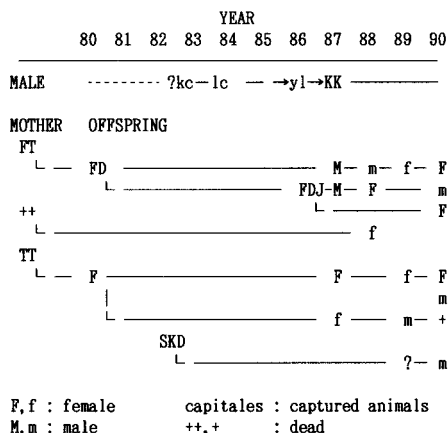 YEAR
80 81 82 83 84 85 86 87 88 89 90
MALE ?kc lc yl KK
MOTHER OFFSPRING
FT
FD M m f F
FDJ-M F m
++ F
f
TT
F F f F
m
f m +
SKD
? m
F,f : female capitales : captured animals
M.m : male ++,+ : dead